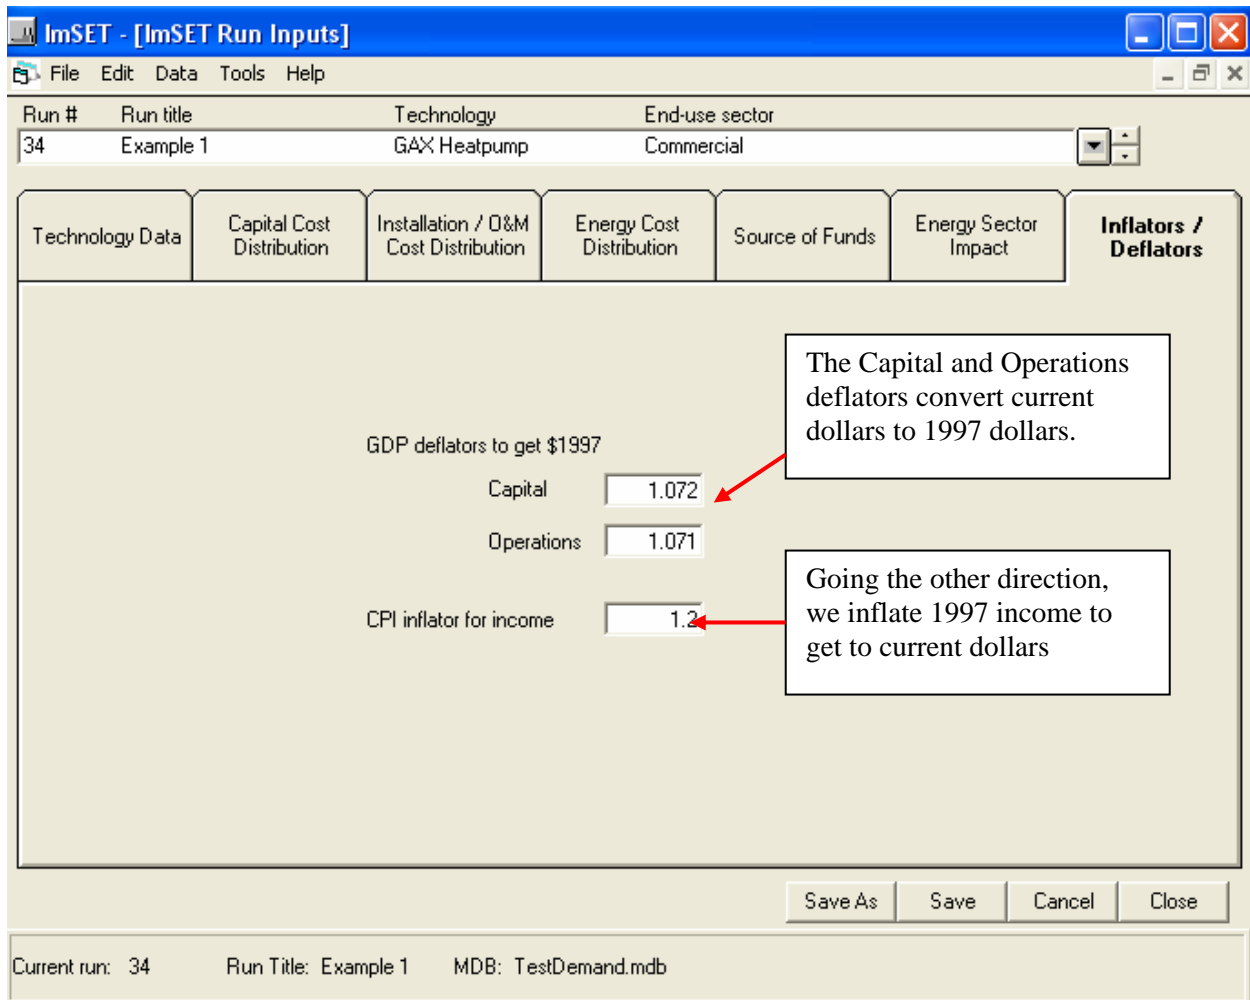 ImSET - [ImSET Run Inputs]
File Edit Data Tools Help
Run # Run title Technology End-use sector
34 Example 1 GAX Heatpump Commercial
Technology Data
Capital Cost
Distribution
Installation / O&M
Cost Distribution
Energy Cost
Distribution
Source of Funds
Energy Sector
Impact
Inflators /
Deflators
The Capital and Operations
deflators convert current
dollars to 1997 dollars.
GDP deflators to get $1997
Capital 1.072
Operations 1.071
Going the other direction,
we inflate 1997 income to
get to current dollars
CPI inflator for income 1.2
Save As Save Cancel Close
Current run: 34 Run Title: Example 1 MDB: TestDemand.mdb